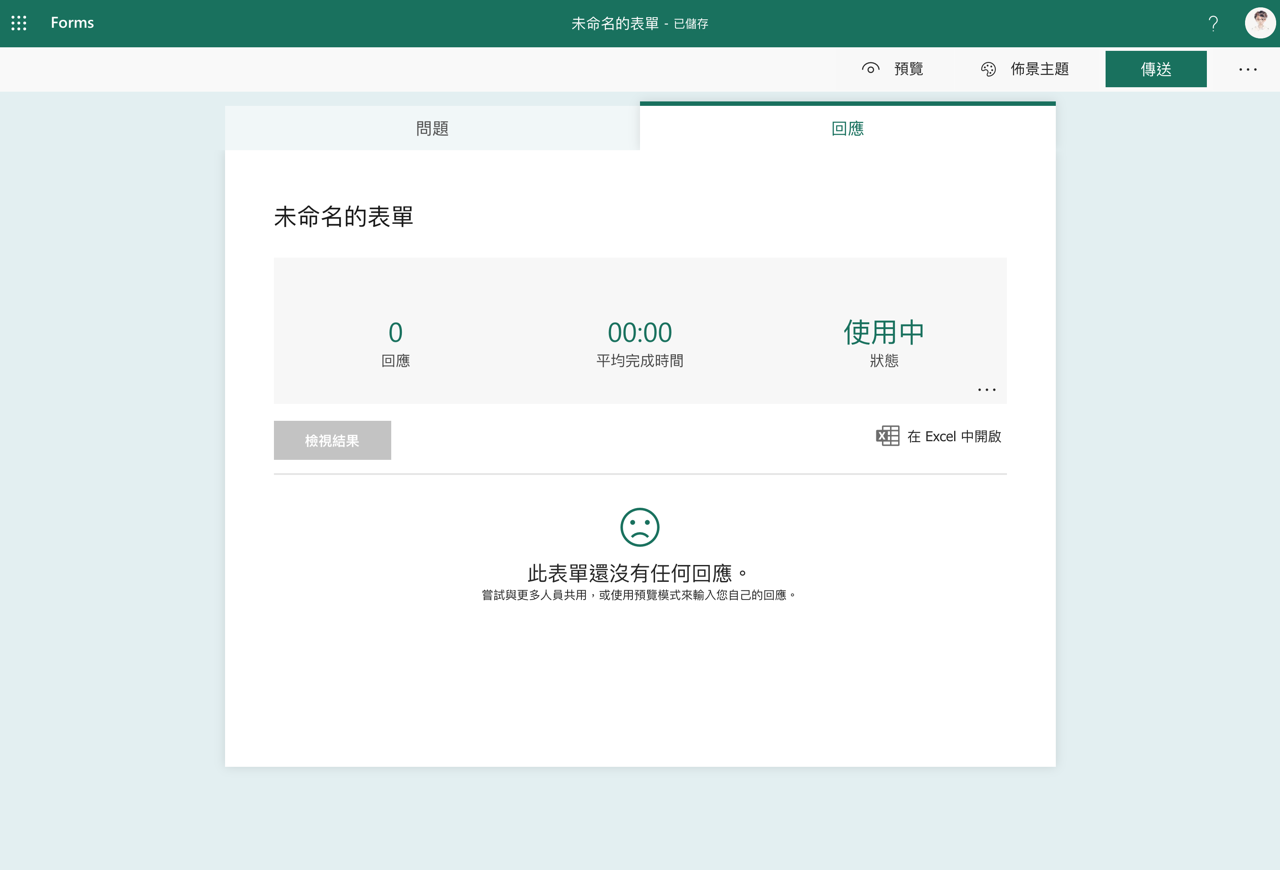 Forms
未命名的表單 - 已儲存
?
預覽
佈景主題
傳送
...
問題
回應
未命名的表單
0
00:00
使用中
回應
平均完成時間
狀態
...
檢視結果
在 Excel 中開啟
此表單還沒有任何回應。
嘗試與更多人員共用，或使用預覽模式來輸入您自己的回應。